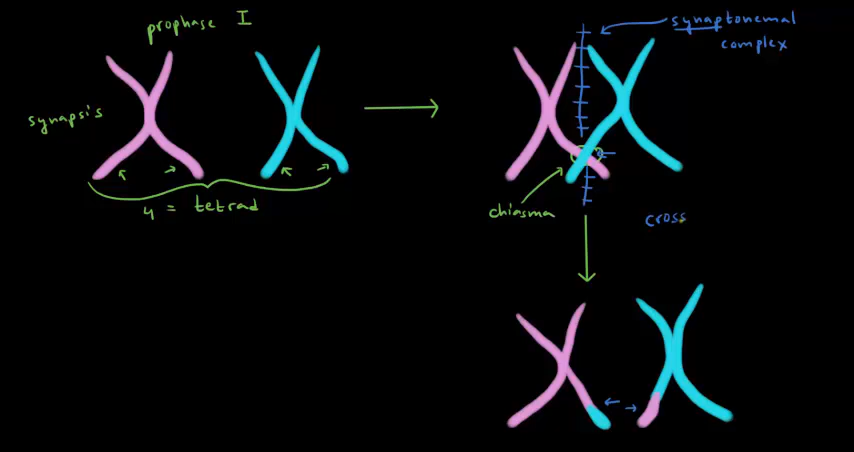 prophase I
synapsis
4 = tetrad
synaptonemal
complex
chiasma
cross